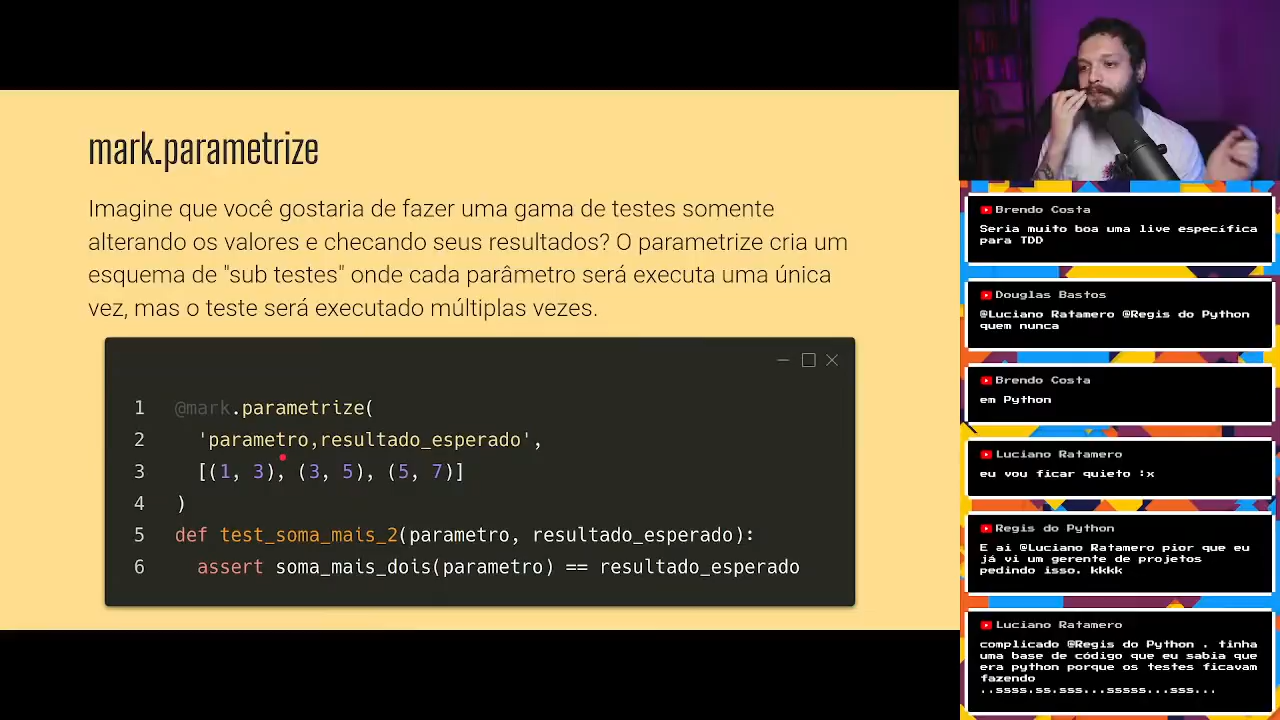 mark.parametrize
Imagine que você gostaria de fazer uma gama de testes somente
alterando os valores e checando seus resultados? O parametrize cria um
esquema de "sub testes" onde cada parâmetro será executa uma única
vez, mas o teste será executado múltiplas vezes.
1 @mark.parametrize(
2 'parametro,resultado_esperado',
3 [(1, 3), (3, 5), (5, 7)]
4 )
5 def test_soma_mais_2(parametro, resultado_esperado):
6 assert soma_mais_dois(parametro) == resultado_esperado
Brendo Costa
Seria muito boa uma live específica
para TDD
Douglas Bastos
@Luciano Ratamero @Regis do Python
quem nunca
Brendo Costa
em Python
Luciano Ratamero
eu vou ficar quieto :x
Regis do Python
E ai @Luciano Ratamero pior que eu
já vi um gerente de projetos
pedindo isso. kkkk
Luciano Ratamero
complicado @Regis do Python . tinha
uma base de código que eu sabia que
era python porque os testes ficavam
fazendo
..ssss.ss.sss...sssss...sss...